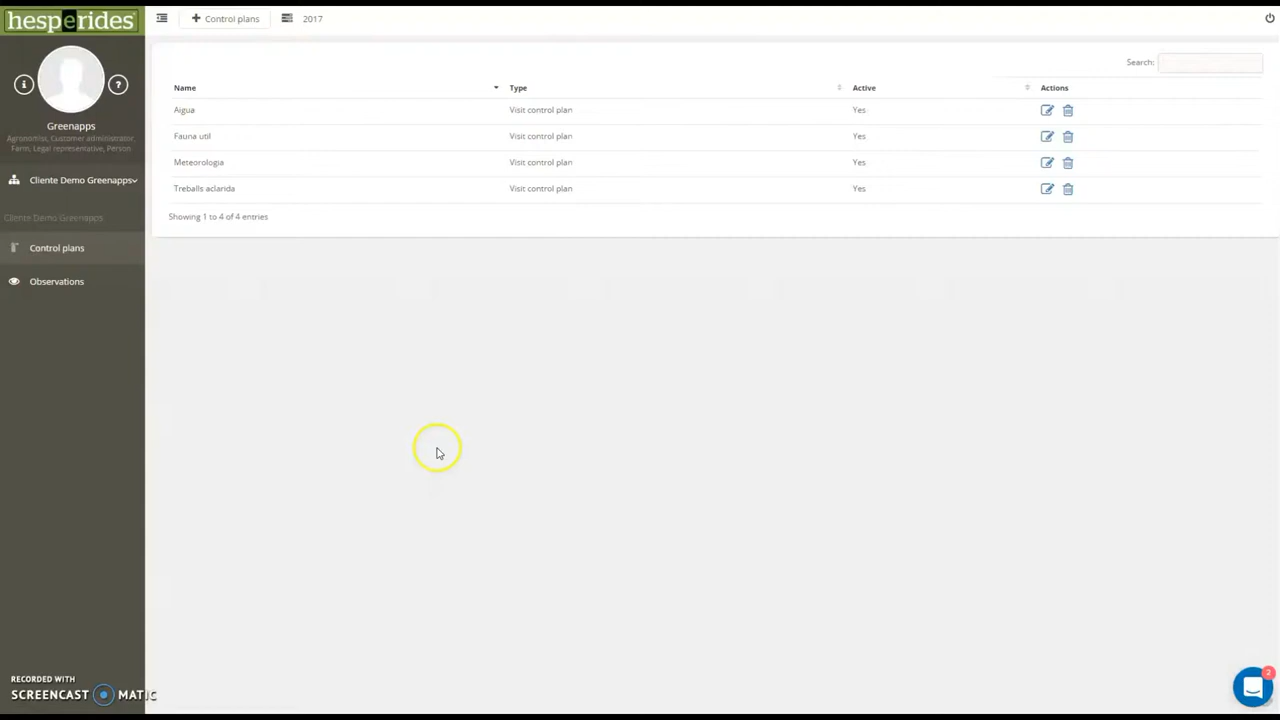 hesperides
Control plans
2017
Greenapps
Agronomist, Customer administrator,
Farm, Legal representative, Person
Cliente Demo Greenapps
Cliente Demo Greenapps
Control plans
Observations
Search:
Name Type Active Actions
Aigua Visit control plan Yes
Fauna util Visit control plan Yes
Meteorologia Visit control plan Yes
Treballs aclarida Visit control plan Yes
Showing 1 to 4 of 4 entries
RECORDED WITH
SCREENCAST MATIC
2